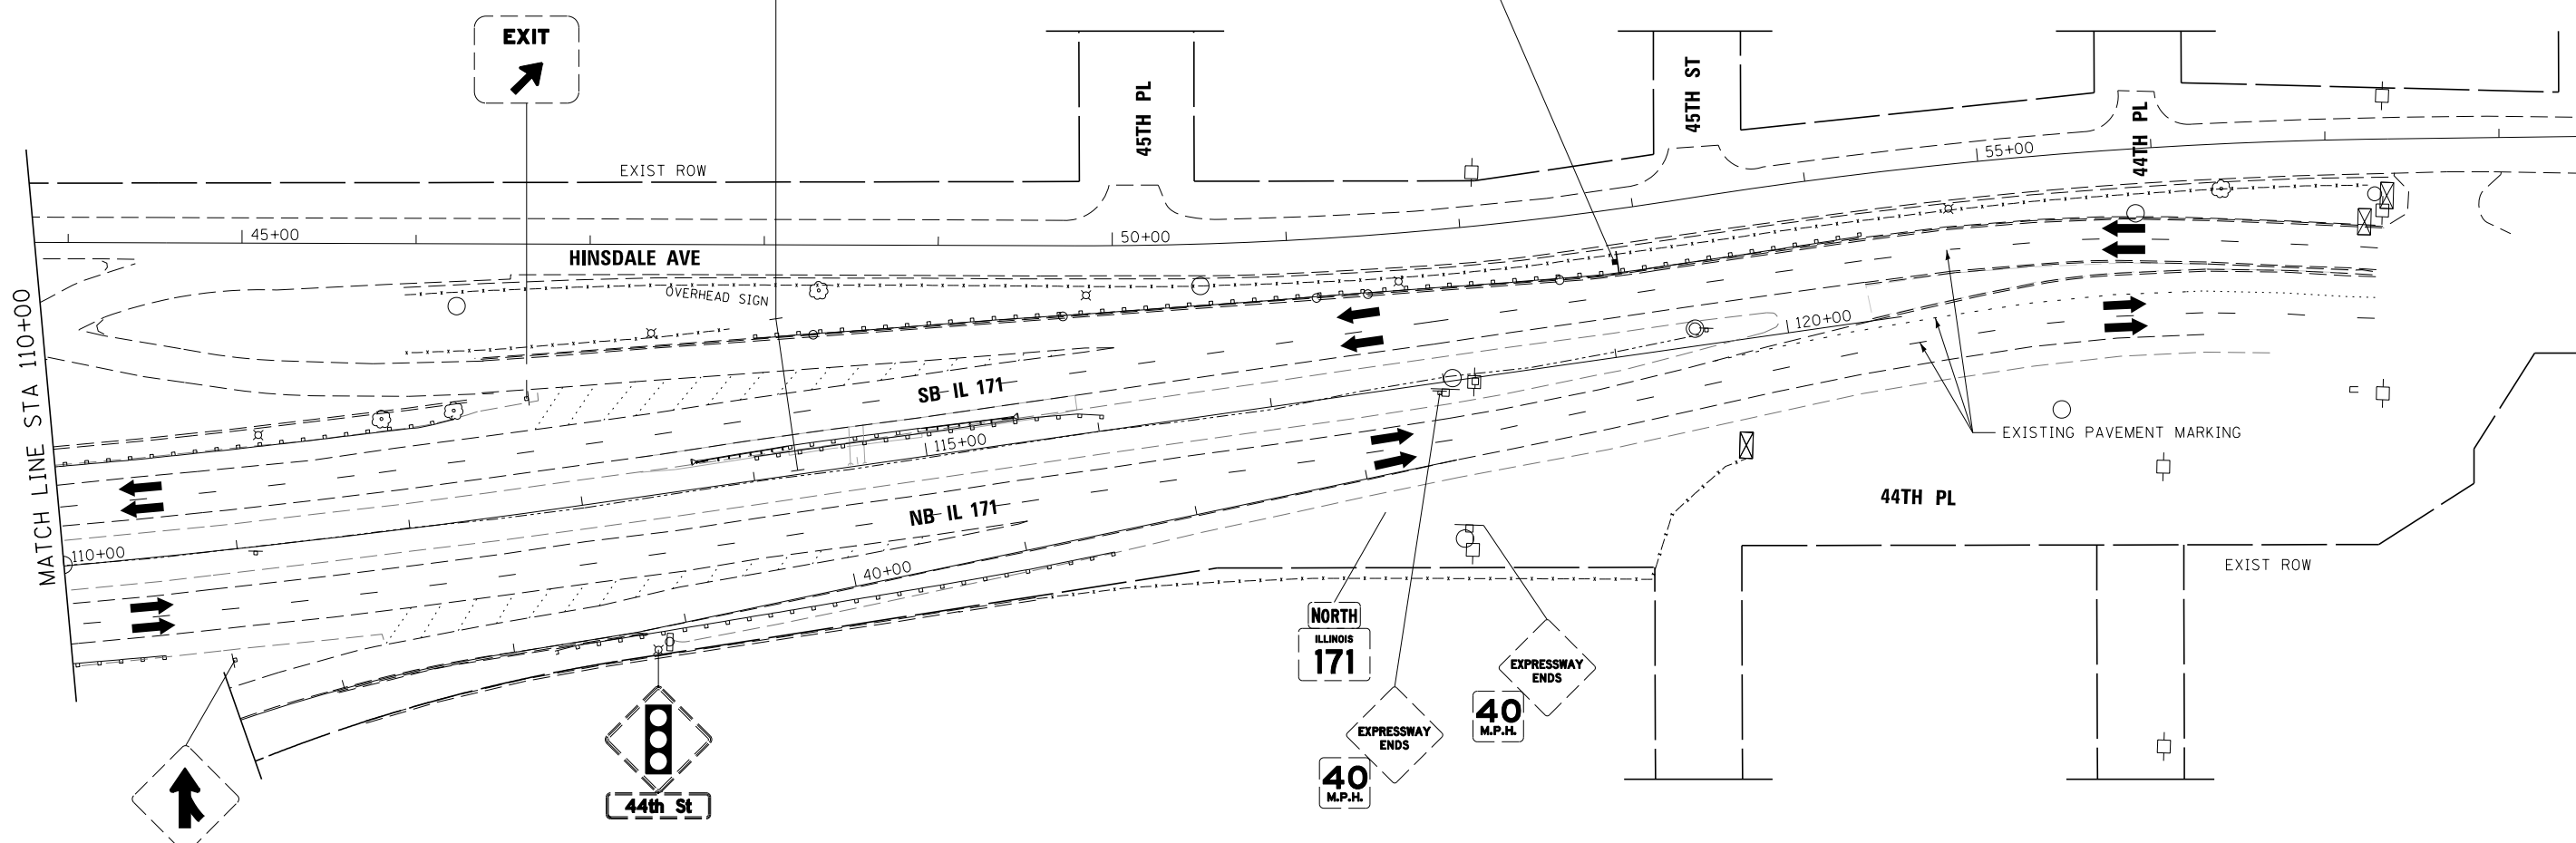 EXIT
45TH PL
45TH ST
44TH PL
EXIST ROW
55+00
45+00
50+00
HINSDALE AVE
OVERHEAD SIGN
MATCH LINE STA 110+00
120+00
SB IL 171
115+00
EXISTING PAVEMENT MARKING
NB IL 171
44TH PL
110+00
40+00
EXIST ROW
NORTH
ILLINOIS
171
EXPRESSWAY
ENDS
40
M.P.H.
EXPRESSWAY
ENDS
40
M.P.H.
44th St